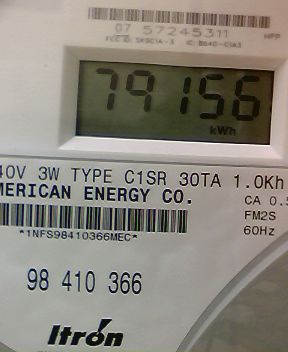 07 57245311
79156
kWh
40V 3W TYPE C1SR 30TA 1.0Kh
MERICAN ENERGY CO.
CA 0.5
FM2S
60Hz
*1NFS98410366MEC*
98 410 366
Itrón